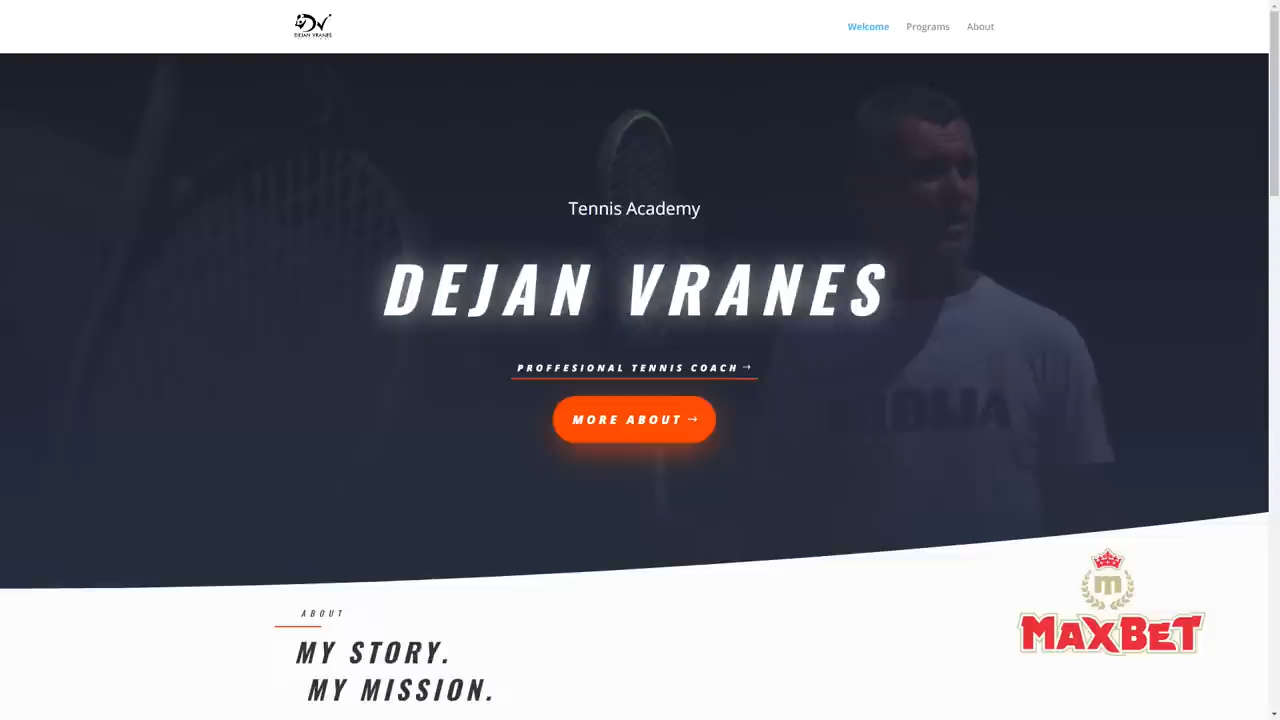 DEJAN VRANES
Welcome Programs About
Tennis Academy
DEJAN VRANES
PROFFESIONAL TENNIS COACH →
MORE ABOUT →
ABOUT
MY STORY.
MY MISSION.
m
MAXBET